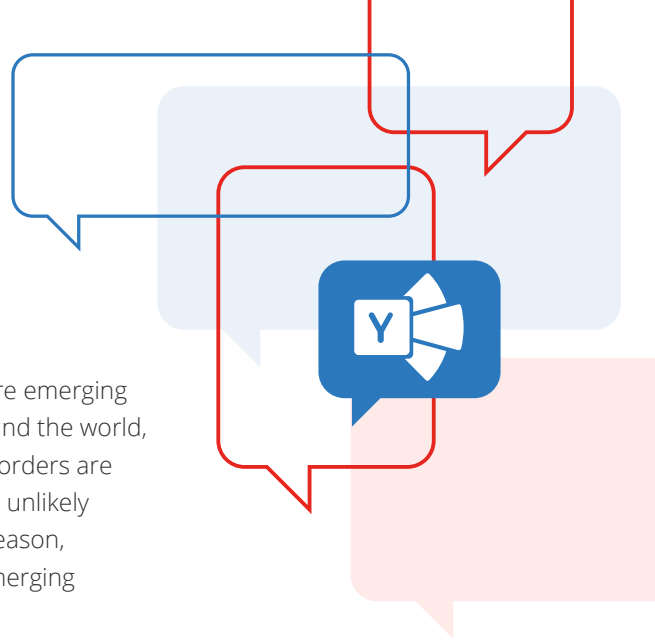 Y
re emerging
nd the world,
orders are
unlikely
eason,
nerging